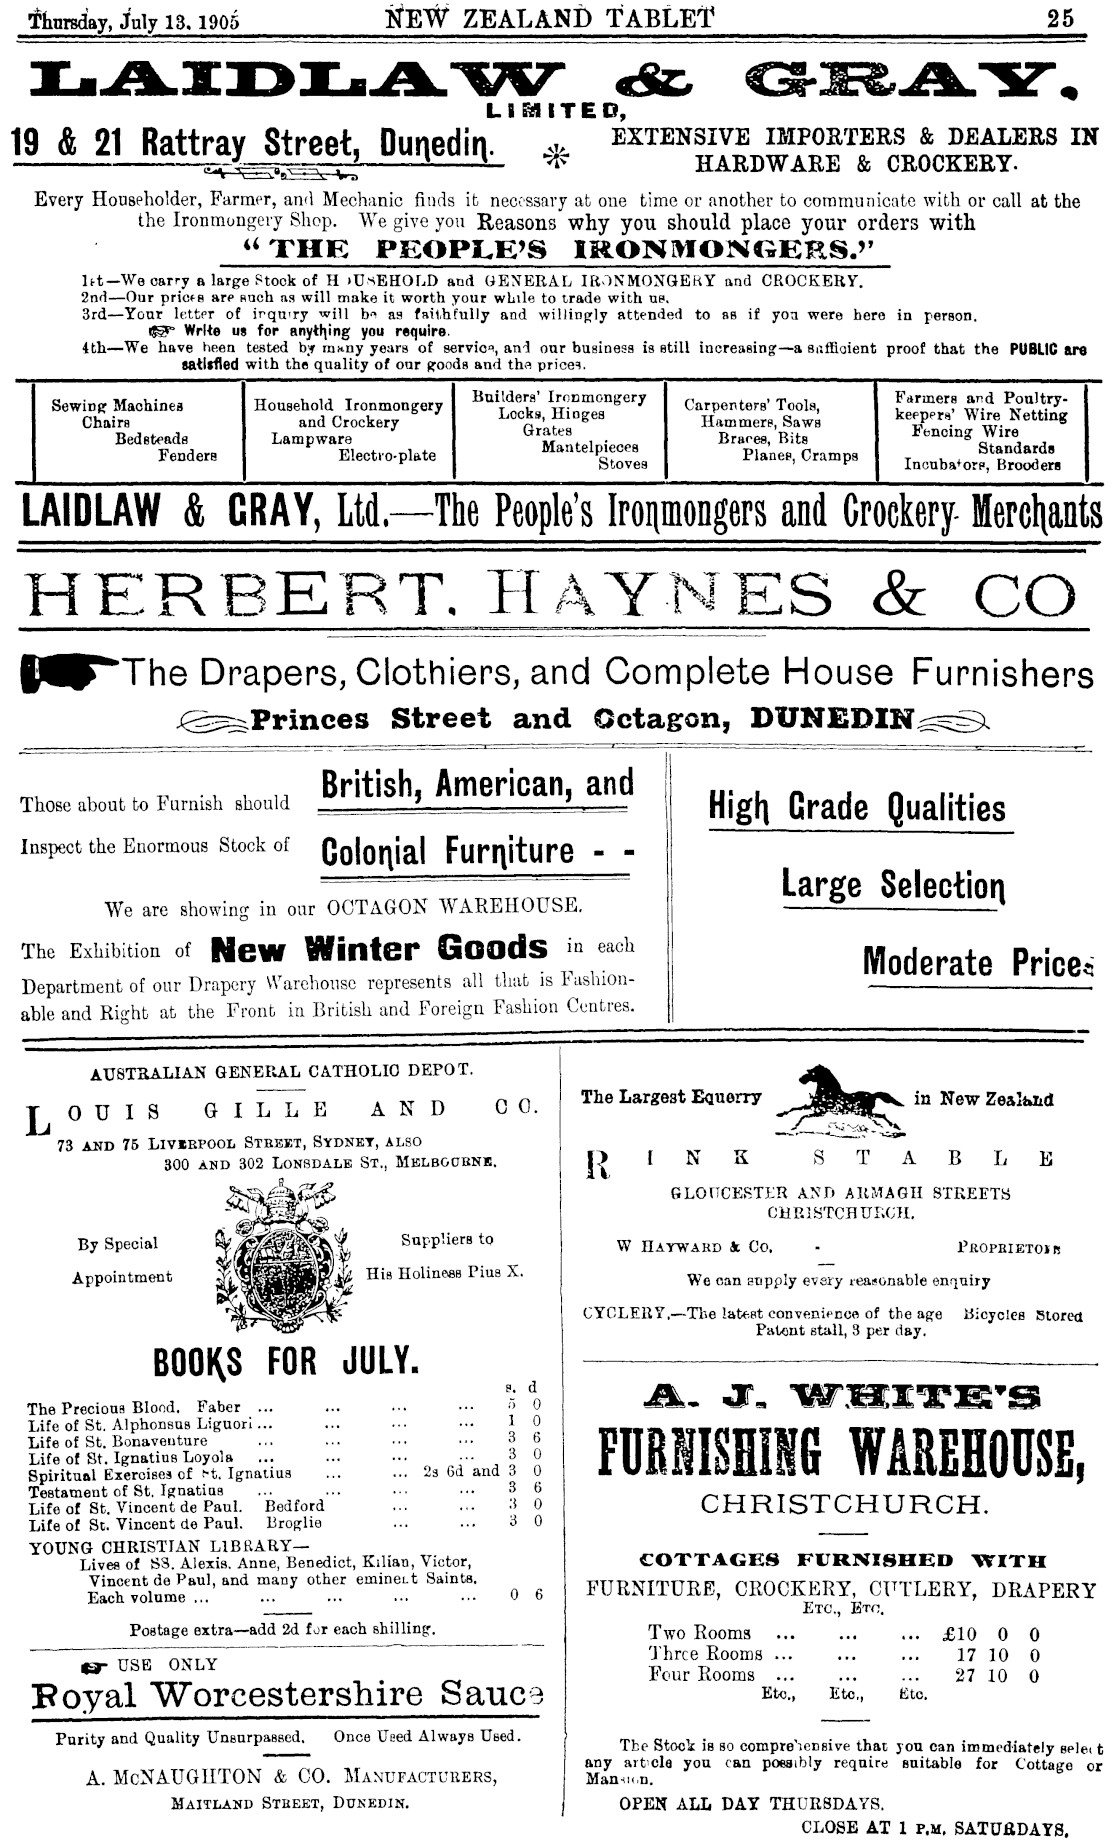 Thursday, July 13, 1905
NEW ZEALAND TABLET
25
LAIDLAW & GRAY,
LIMITED,
19 & 21 Rattray Street, Dunedin.
EXTENSIVE IMPORTERS & DEALERS IN
HARDWARE & CROCKERY.
Every Householder, Farmer, and Mechanic finds it necessary at one time or another to communicate with or call at the
the Ironmongery Shop. We give you Reasons why you should place your orders with
"THE PEOPLE'S IRONMONGERS."
1st—We carry a large Stock of HOUSEHOLD and GENERAL IRONMONGERY and CROCKERY.
2nd—Our prices are such as will make it worth your while to trade with us.
3rd—Your letter of inquiry will be as faithfully and willingly attended to as if you were here in person.
Write us for anything you require.
4th—We have been tested by many years of service, and our business is still increasing—a sufficient proof that the PUBLIC are
satisfied with the quality of our goods and the prices.
Sewing Machines
Chairs
Bedsteads
Fenders
Household Ironmongery
and Crockery
Lampware
Electro-plate
Builders' Ironmongery
Locks, Hinges
Grates
Mantelpieces
Stoves
Carpenters' Tools,
Hammers, Saws
Braces, Bits
Planes, Cramps
Farmers and Poultry-
keepers' Wire Netting
Fencing Wire
Standards
Incubators, Brooders
LAIDLAW & GRAY, Ltd.—The People's Ironmongers and Crockery Merchants
HERBERT, HAYNES & CO
The Drapers, Clothiers, and Complete House Furnishers
Princes Street and Octagon, DUNEDIN
Those about to Furnish should
Inspect the Enormous Stock of
British, American, and
Colonial Furniture - -
We are showing in our OCTAGON WAREHOUSE.
The Exhibition of New Winter Goods in each
Department of our Drapery Warehouse represents all that is Fashion-
able and Right at the Front in British and Foreign Fashion Centres.
High Grade Qualities
Large Selection
Moderate Prices
AUSTRALIAN GENERAL CATHOLIC DEPOT.
LOUIS GILLE AND CO.
73 AND 75 LIVERPOOL STREET, SYDNEY, ALSO
300 AND 302 LONSDALE ST., MELBOURNE.
By Special
Appointment
Suppliers to
His Holiness Pius X.
BOOKS FOR JULY.
s. d
The Precious Blood. Faber ... ... ... ... 5 0
Life of St. Alphonsus Liguori ... ... ... ... 1 0
Life of St. Bonaventure ... ... ... ... 3 6
Life of St. Ignatius Loyola ... ... ... ... 3 0
Spiritual Exercises of St. Ignatius ... ... 2s 6d and 3 0
Testament of St. Ignatius ... ... ... ... 3 6
Life of St. Vincent de Paul. Bedford ... ... 3 0
Life of St. Vincent de Paul. Broglie ... ... 3 0
YOUNG CHRISTIAN LIBRARY—
Lives of SS. Alexis, Anne, Benedict, Kilian, Victor,
Vincent de Paul, and many other eminent Saints.
Each volume ... ... ... ... ... 0 6
Postage extra—add 2d for each shilling.
USE ONLY
Royal Worcestershire Sauce
Purity and Quality Unsurpassed. Once Used Always Used.
A. McNAUGHTON & CO. MANUFACTURERS,
MAITLAND STREET, DUNEDIN.
The Largest Equerry in New Zealand
RINK STABLE
GLOUCESTER AND ARMAGH STREETS
CHRISTCHURCH.
W HAYWARD & CO. - PROPRIETORS
We can supply every reasonable enquiry
CYCLERY.—The latest convenience of the age Bicycles Stored
Patent stall, 3 per day.
A. J. WHITE'S
FURNISHING WAREHOUSE,
CHRISTCHURCH.
COTTAGES FURNISHED WITH
FURNITURE, CROCKERY, CUTLERY, DRAPERY
ETC., ETC.
Two Rooms ... ... ... £10 0 0
Three Rooms ... ... ... 17 10 0
Four Rooms ... ... ... 27 10 0
Etc., Etc., Etc.
The Stock is so comprehensive that you can immediately select
any article you can possibly require suitable for Cottage or
Mansion.
OPEN ALL DAY THURSDAYS.
CLOSE AT 1 P.M. SATURDAYS.